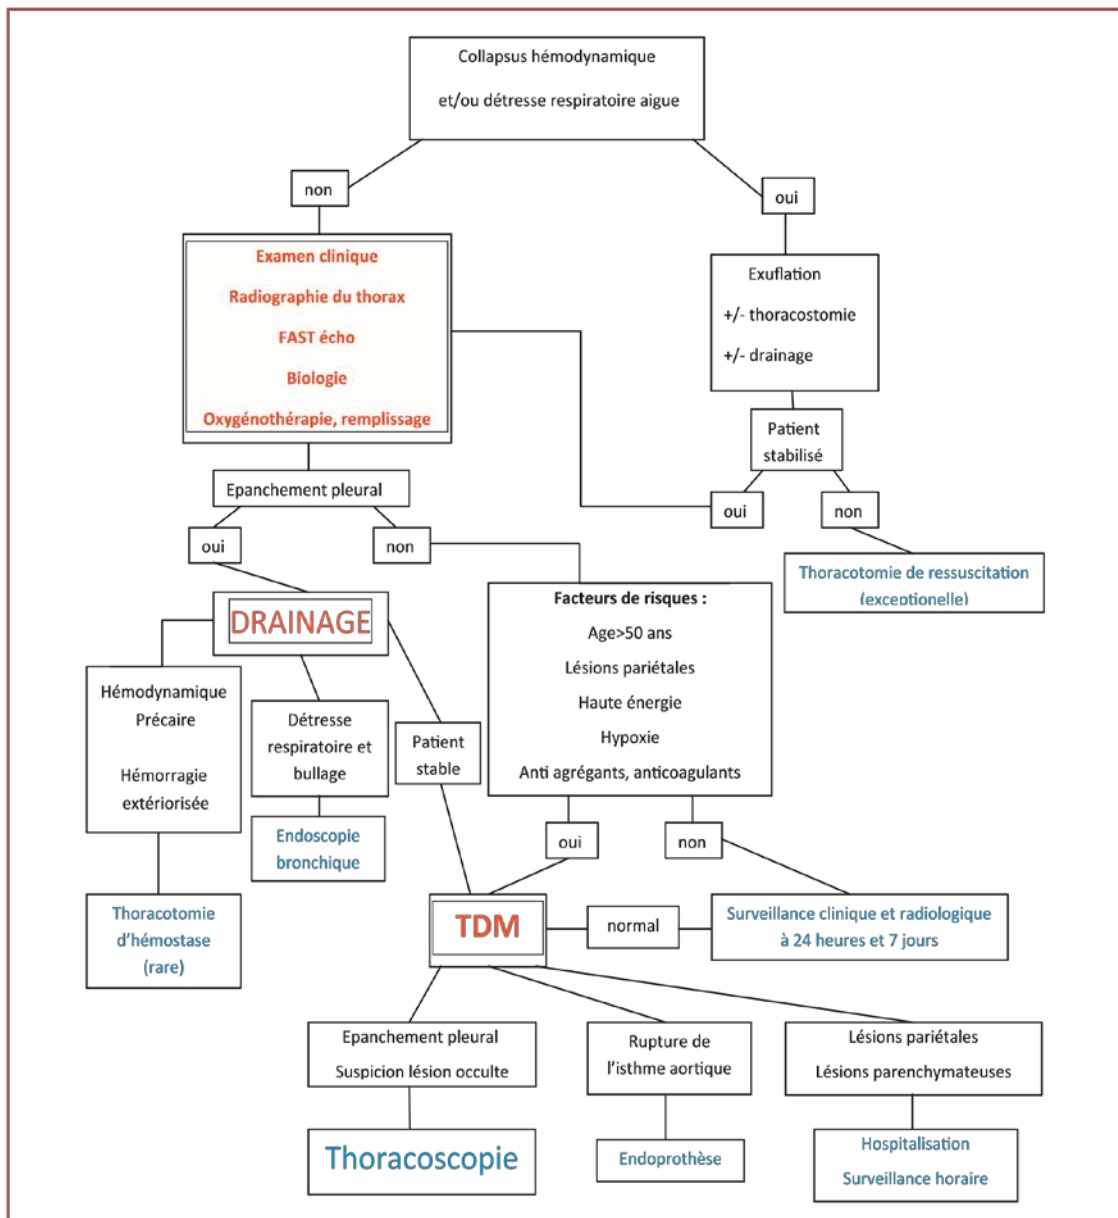 Collapsus hémodynamique
et/ou détresse respiratoire aigue
non
oui
Examen clinique
Radiographie du thorax
FAST écho
Biologie
Oxygénothérapie, remplissage
Exuflation
+/- thoracostomie
+/- drainage
Patient
stabilisé
oui
non
Thoracotomie de ressuscitation
(exceptionelle)
Epanchement pleural
oui
non
DRAINAGE
Facteurs de risques :
Age>50 ans
Lésions pariétales
Haute énergie
Hypoxie
Anti agrégants, anticoagulants
Hémodynamique
Précaire
Hémorragie
extériorisée
Détresse
respiratoire et
bullage
Patient
stable
Endoscopie
bronchique
oui
non
Thoracotomie
d'hémostase
(rare)
TDM
normal
Surveillance clinique et radiologique
à 24 heures et 7 jours
Epanchement pleural
Suspicion lésion occulte
Rupture de
l'isthme aortique
Lésions pariétales
Lésions parenchymateuses
Thoracoscopie
Endoprothèse
Hospitalisation
Surveillance horaire